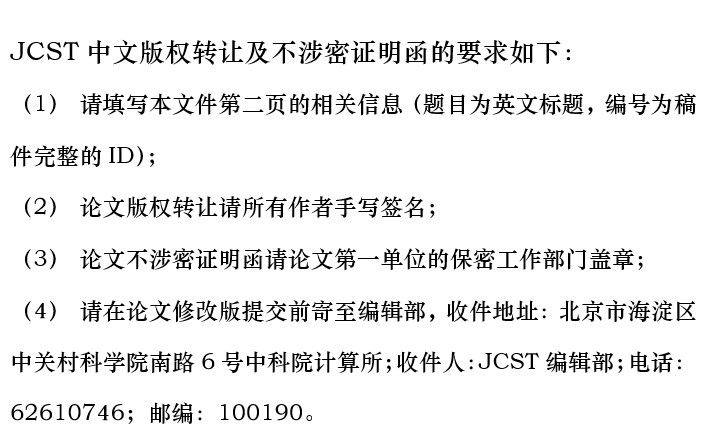 JCST 中文版权转让及不涉密证明函的要求如下：
（1） 请填写本文件第二页的相关信息（题目为英文标题，编号为稿
件完整的 ID）；
（2） 论文版权转让请所有作者手写签名；
（3） 论文不涉密证明函请论文第一单位的保密工作部门盖章；
（4） 请在论文修改版提交前寄至编辑部，收件地址：北京市海淀区
中关村科学院南路 6 号中科院计算所；收件人：JCST 编辑部；电话：
62610746；邮编：100190。